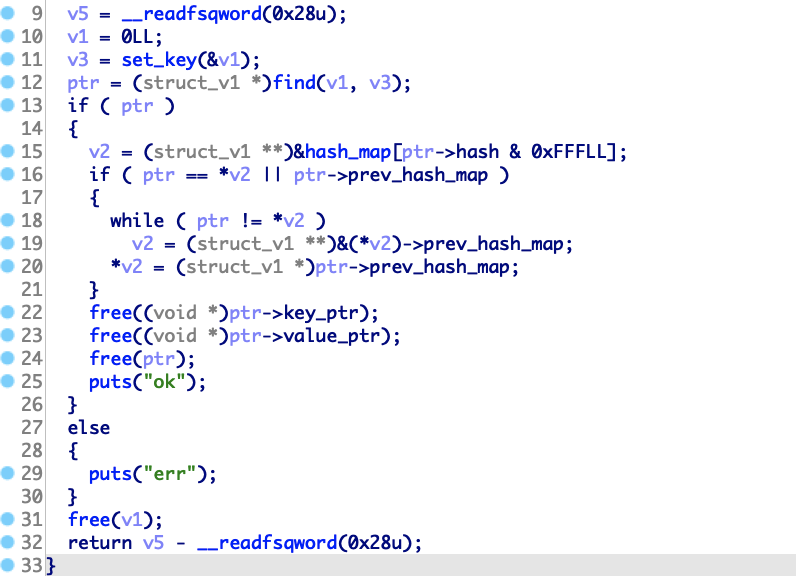 9 v5 = __readfsqword(0x28u);
10 v1 = 0LL;
11 v3 = set_key(&v1);
12 ptr = (struct_v1 *)find(v1, v3);
13 if ( ptr )
14 {
15 v2 = (struct_v1 **)&hash_map[ptr->hash & 0xFFFLL];
16 if ( ptr == *v2 || ptr->prev_hash_map )
17 {
18 while ( ptr != *v2 )
19 v2 = (struct_v1 **)&(*v2)->prev_hash_map;
20 *v2 = (struct_v1 *)ptr->prev_hash_map;
21 }
22 free((void *)ptr->key_ptr);
23 free((void *)ptr->value_ptr);
24 free(ptr);
25 puts("ok");
26 }
27 else
28 {
29 puts("err");
30 }
31 free(v1);
32 return v5 - __readfsqword(0x28u);
33 }